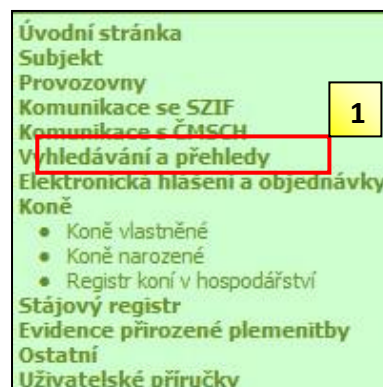 Úvodní stránka
Subjekt
Provozovny
Komunikace se SZIF
1
Komunikace s ČMSCH
Vyhledávání a přehledy
Elektronická hlášení a objednávky
Koně
• Koně vlastněné
• Koně narozené
• Registr koní v hospodářství
Stájový registr
Evidence přirozené plemenitby
Ostatní
Uživatelské příručky